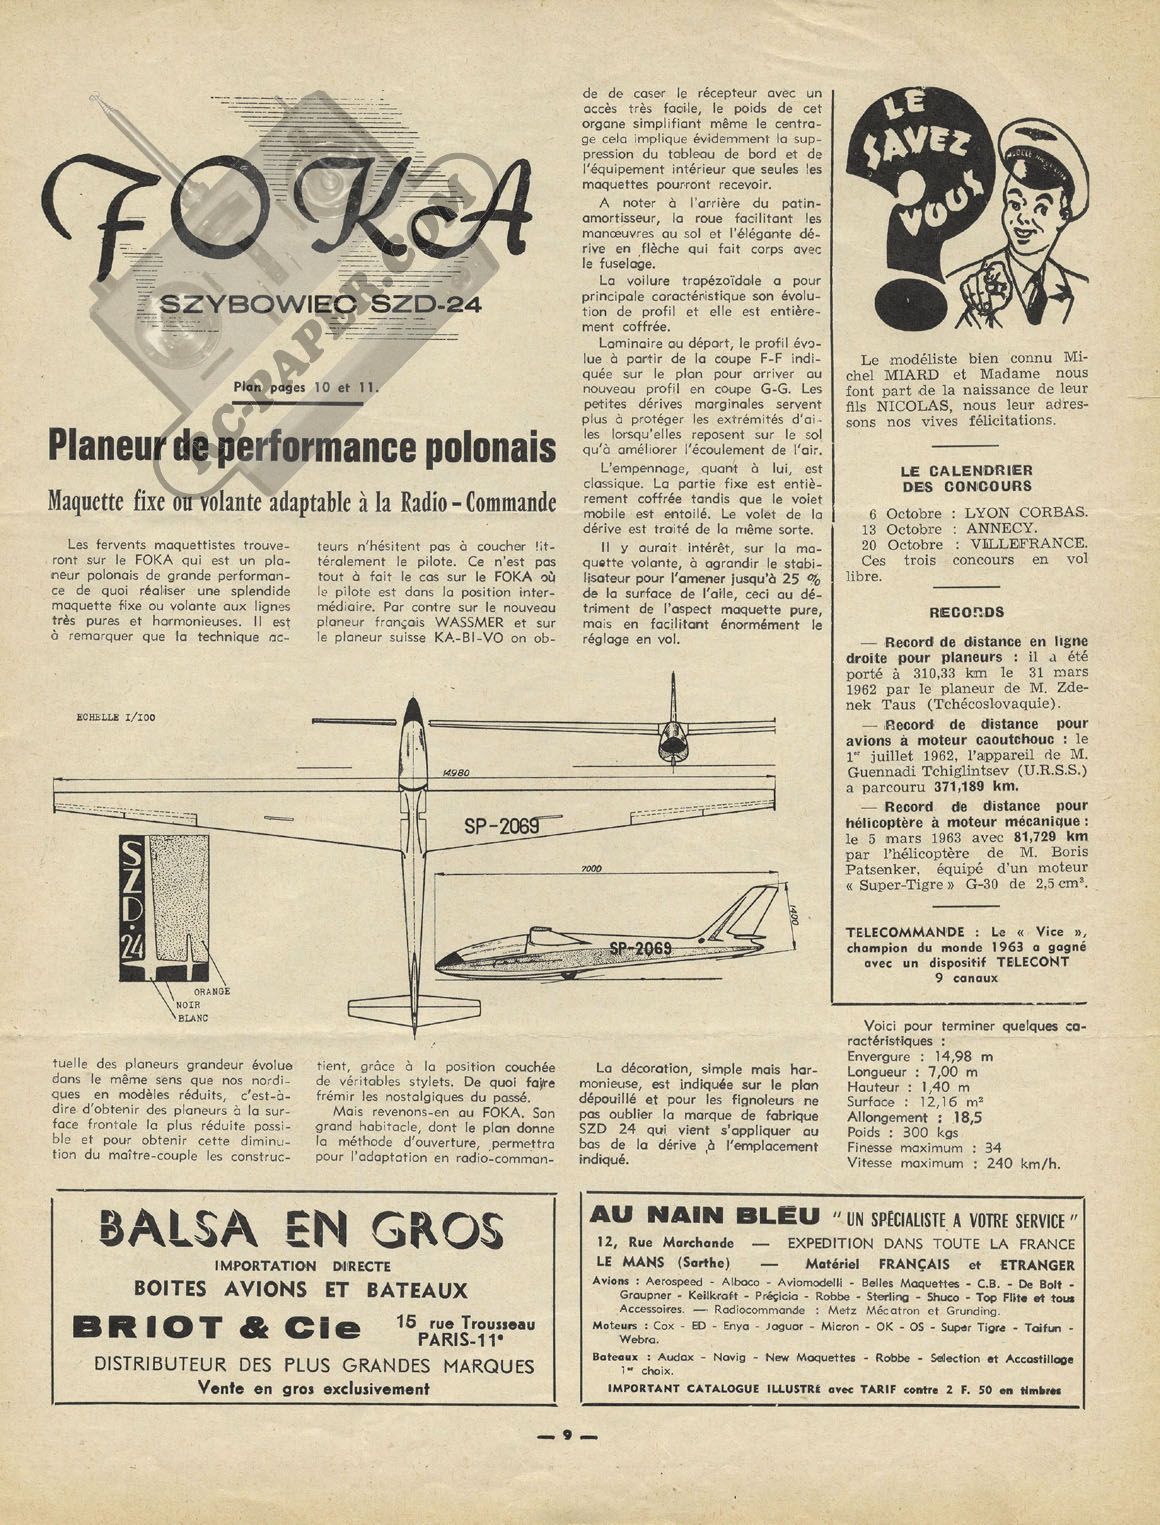 FOKA
SZYBOWIEC SZD-24
Plan pages 10 et 11.
RC-PAPER.COM
Planeur de performance polonais
Maquette fixe ou volante adaptable à la Radio-Commande
Les fervents maquettistes trouve-
ront sur le FOKA qui est un pla-
neur polonais de grande performan-
ce de quoi réaliser une splendide
maquette fixe ou volante aux lignes
très pures et harmonieuses. Il est
à remarquer que la technique ac-
teurs n'hésitent pas à coucher lit-
téralement le pilote. Ce n'est pas
tout à fait le cas sur le FOKA où
le pilote est dans la position inter-
médiaire. Par contre sur le nouveau
planeur français WASSMER et sur
le planeur suisse KA-BI-VO on ob-
de de caser le récepteur avec un
accès très facile, le poids de cet
organe simplifiant même le centra-
ge cela implique évidemment la sup-
pression du tableau de bord et de
l'équipement intérieur que seules les
maquettes pourront recevoir.
A noter à l'arrière du patin-
amortisseur, la roue facilitant les
manœuvres au sol et l'élégante dé-
rive en flèche qui fait corps avec
le fuselage.
La voilure trapézoïdale a pour
principale caractéristique son évolu-
tion de profil et elle est entière-
ment coffrée.
Laminaire au départ, le profil évo-
lue à partir de la coupe F-F indi-
quée sur le plan pour arriver au
nouveau profil en coupe G-G. Les
petites dérives marginales servent
plus à protéger les extrémités d'ai-
les lorsqu'elles reposent sur le sol
qu'à améliorer l'écoulement de l'air.
L'empennage, quant à lui, est
classique. La partie fixe est entiè-
rement coffrée tandis que le volet
mobile est entoilé. Le volet de la
dérive est traité de la même sorte.
Il y aurait intérêt, sur la ma-
quette volante, à agrandir le stabi-
lisateur pour l'amener jusqu'à 25 %
de la surface de l'aile, ceci au dé-
triment de l'aspect maquette pure,
mais en facilitant énormément le
réglage en vol.
ECHELLE 1/100
14980
SP-2069
7000
1400
SP-2069
SZD-24
ORANGE
NOIR
BLANC
tuelle des planeurs grandeur évolue
dans le même sens que nos nordi-
ques en modèles réduits, c'est-à-
dire d'obtenir des planeurs à la sur-
face frontale la plus réduite possi-
ble et pour obtenir cette diminu-
tion du maître-couple les construc-
tient, grâce à la position couchée
de véritables stylets. De quoi faire
frémir les nostalgiques du passé.
Mais revenons-en au FOKA. Son
grand habitacle, dont le plan donne
la méthode d'ouverture, permettra
pour l'adaptation en radio-comman-
La décoration, simple mais har-
monieuse, est indiquée sur le plan
dépouillé et pour les fignoleurs ne
pas oublier la marque de fabrique
SZD 24 qui vient s'appliquer au
bas de la dérive à l'emplacement
indiqué.
LE
SAVEZ
VOUS
Le modéliste bien connu Mi-
chel MIARD et Madame nous
font part de la naissance de leur
fils NICOLAS, nous leur adres-
sons nos vives félicitations.
LE CALENDRIER
DES CONCOURS
6 Octobre : LYON CORBAS.
13 Octobre : ANNECY.
20 Octobre : VILLEFRANCE.
Ces trois concours en vol
libre.
RECORDS
— Record de distance en ligne
droite pour planeurs : il a été
porté à 310,33 km le 31 mars
1962 par le planeur de M. Zde-
nek Taus (Tchécoslovaquie).
— Record de distance pour
avions à moteur caoutchouc : le
1er juillet 1962, l'appareil de M.
Guennadi Tchiglintsev (U.R.S.S.)
a parcouru 371,189 km.
— Record de distance pour
hélicoptère à moteur mécanique :
le 5 mars 1963 avec 81,729 km
par l'hélicoptère de M. Boris
Patsenker, équipé d'un moteur
« Super-Tigre » G-30 de 2,5 cm³.
TELECOMMANDE : Le « Vice »,
champion du monde 1963 a gagné
avec un dispositif TELECONT
9 canaux
Voici pour terminer quelques ca-
ractéristiques :
Envergure : 14,98 m
Longueur : 7,00 m
Hauteur : 1,40 m
Surface : 12,16 m²
Allongement : 18,5
Poids : 300 kgs
Finesse maximum : 34
Vitesse maximum : 240 km/h.
BALSA EN GROS
IMPORTATION DIRECTE
BOITES AVIONS ET BATEAUX
BRIOT & Cie 15 rue Trousseau
PARIS-11e
DISTRIBUTEUR DES PLUS GRANDES MARQUES
Vente en gros exclusivement
AU NAIN BLEU "UN SPÉCIALISTE A VOTRE SERVICE"
12, Rue Marchande — EXPEDITION DANS TOUTE LA FRANCE
LE MANS (Sarthe) — Matériel FRANÇAIS et ETRANGER
Avions : Aerospeed - Albaco - Aviomodelli - Belles Maquettes - C.B. - De Bolt -
Graupner - Keilkraft - Précicia - Robbe - Sterling - Shuco - Top Flite et tous
Accessoires. — Radiocommande : Metz Mécatron et Grunding.
Moteurs : Cox - ED - Enya - Jaguar - Micron - OK - OS - Super Tigre - Taifun -
Webra.
Bateaux : Audax - Navig - New Maquettes - Robbe - Selection et Accastillage
1er choix.
IMPORTANT CATALOGUE ILLUSTRÉ avec TARIF contre 2 F. 50 en timbres
— 9 —